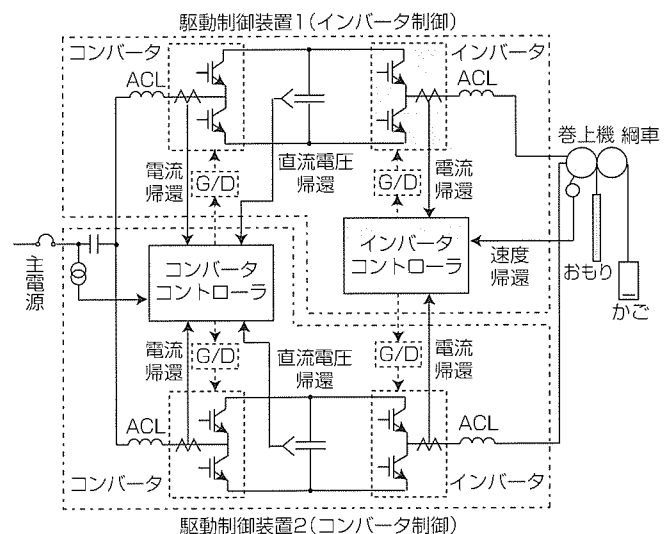 駆動制御装置1(インバータ制御)
コンバータ
インバータ
ACL
ACL
電流
帰還
G/D
直流電圧
帰還
G/D
電流
帰還
巻上機 綱車
主電源
コンバータ
コントローラ
インバータ
コントローラ
速度
帰還
おもり
かご
電流
帰還
G/D
直流電圧
帰還
G/D
電流
帰還
ACL
ACL
コンバータ
インバータ
駆動制御装置2(コンバータ制御)